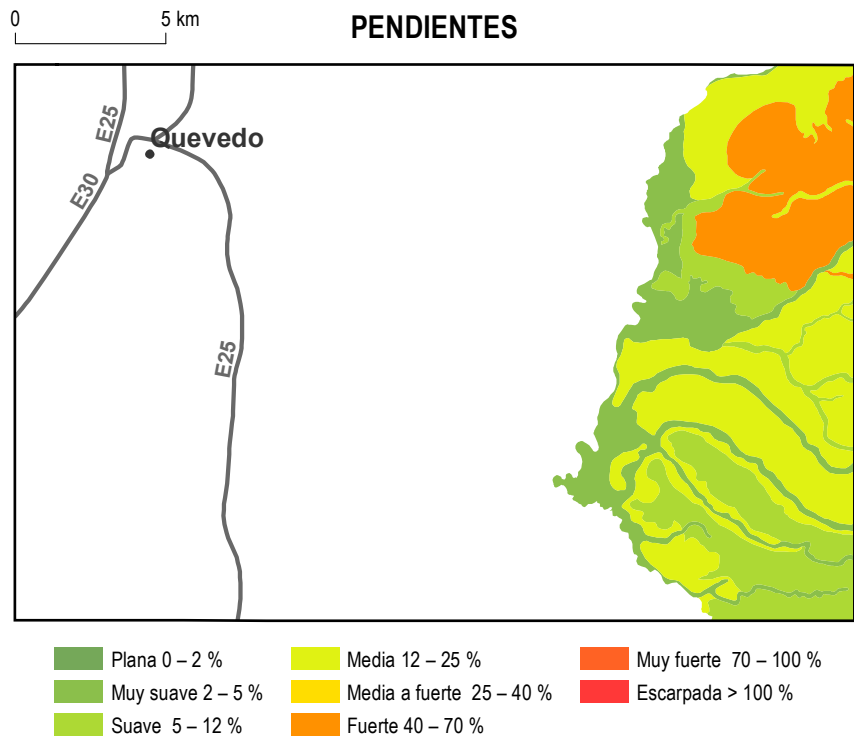 0 5 km
PENDIENTES
E25
Quevedo
E30
E25
Plana 0 – 2 %
Muy suave 2 – 5 %
Suave 5 – 12 %
Media 12 – 25 %
Media a fuerte 25 – 40 %
Fuerte 40 – 70 %
Muy fuerte 70 – 100 %
Escarpada > 100 %